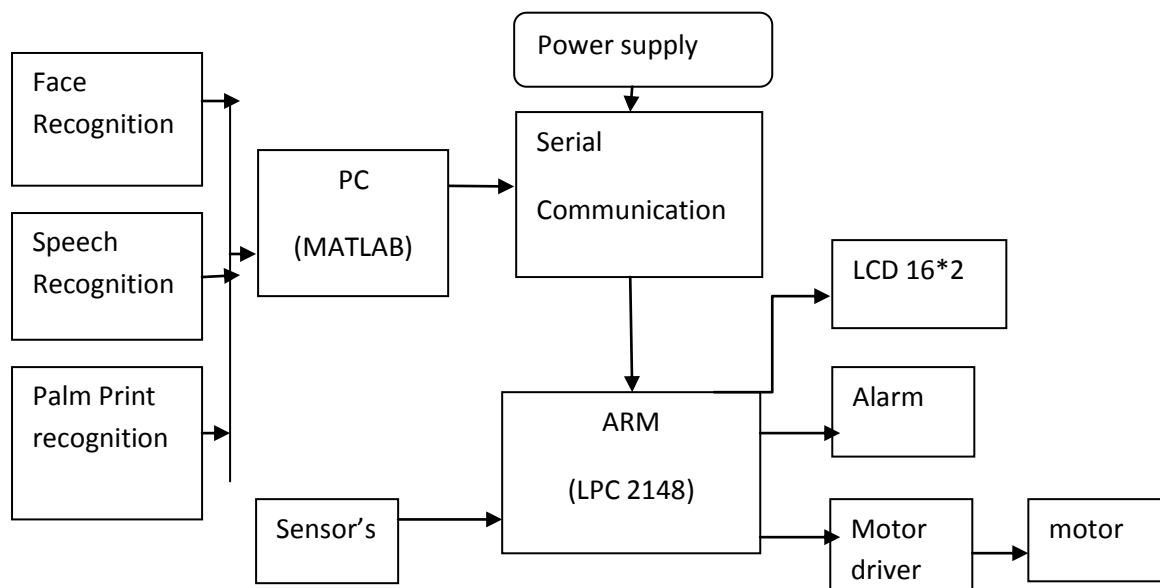 Power supply
Face
Recognition
Serial
Communication
PC
(MATLAB)
Speech
Recognition
LCD 16*2
Palm Print
recognition
ARM
(LPC 2148)
Alarm
Sensor’s
Motor
driver
motor